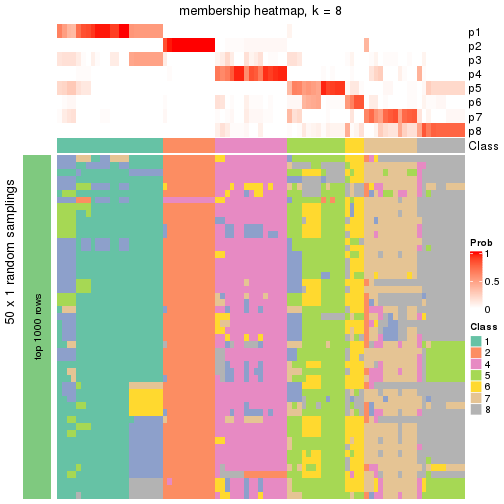 membership heatmap, k = 8
p1
p2
p3
p4
p5
p6
p7
p8
Class
50 x 1 random samplings
top 1000 rows
Prob
1
0.5
0
Class
1
2
4
5
6
7
8